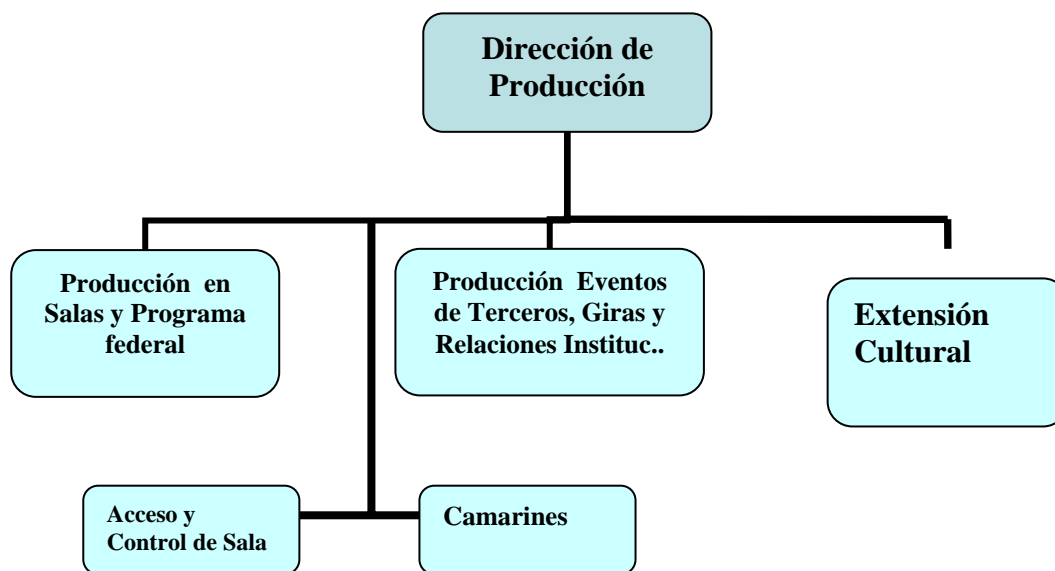 Dirección de
Producción
Producción en
Salas y Programa
federal
Producción Eventos
de Terceros, Giras y
Relaciones Instituc..
Extensión
Cultural
Acceso y
Control de Sala
Camarines